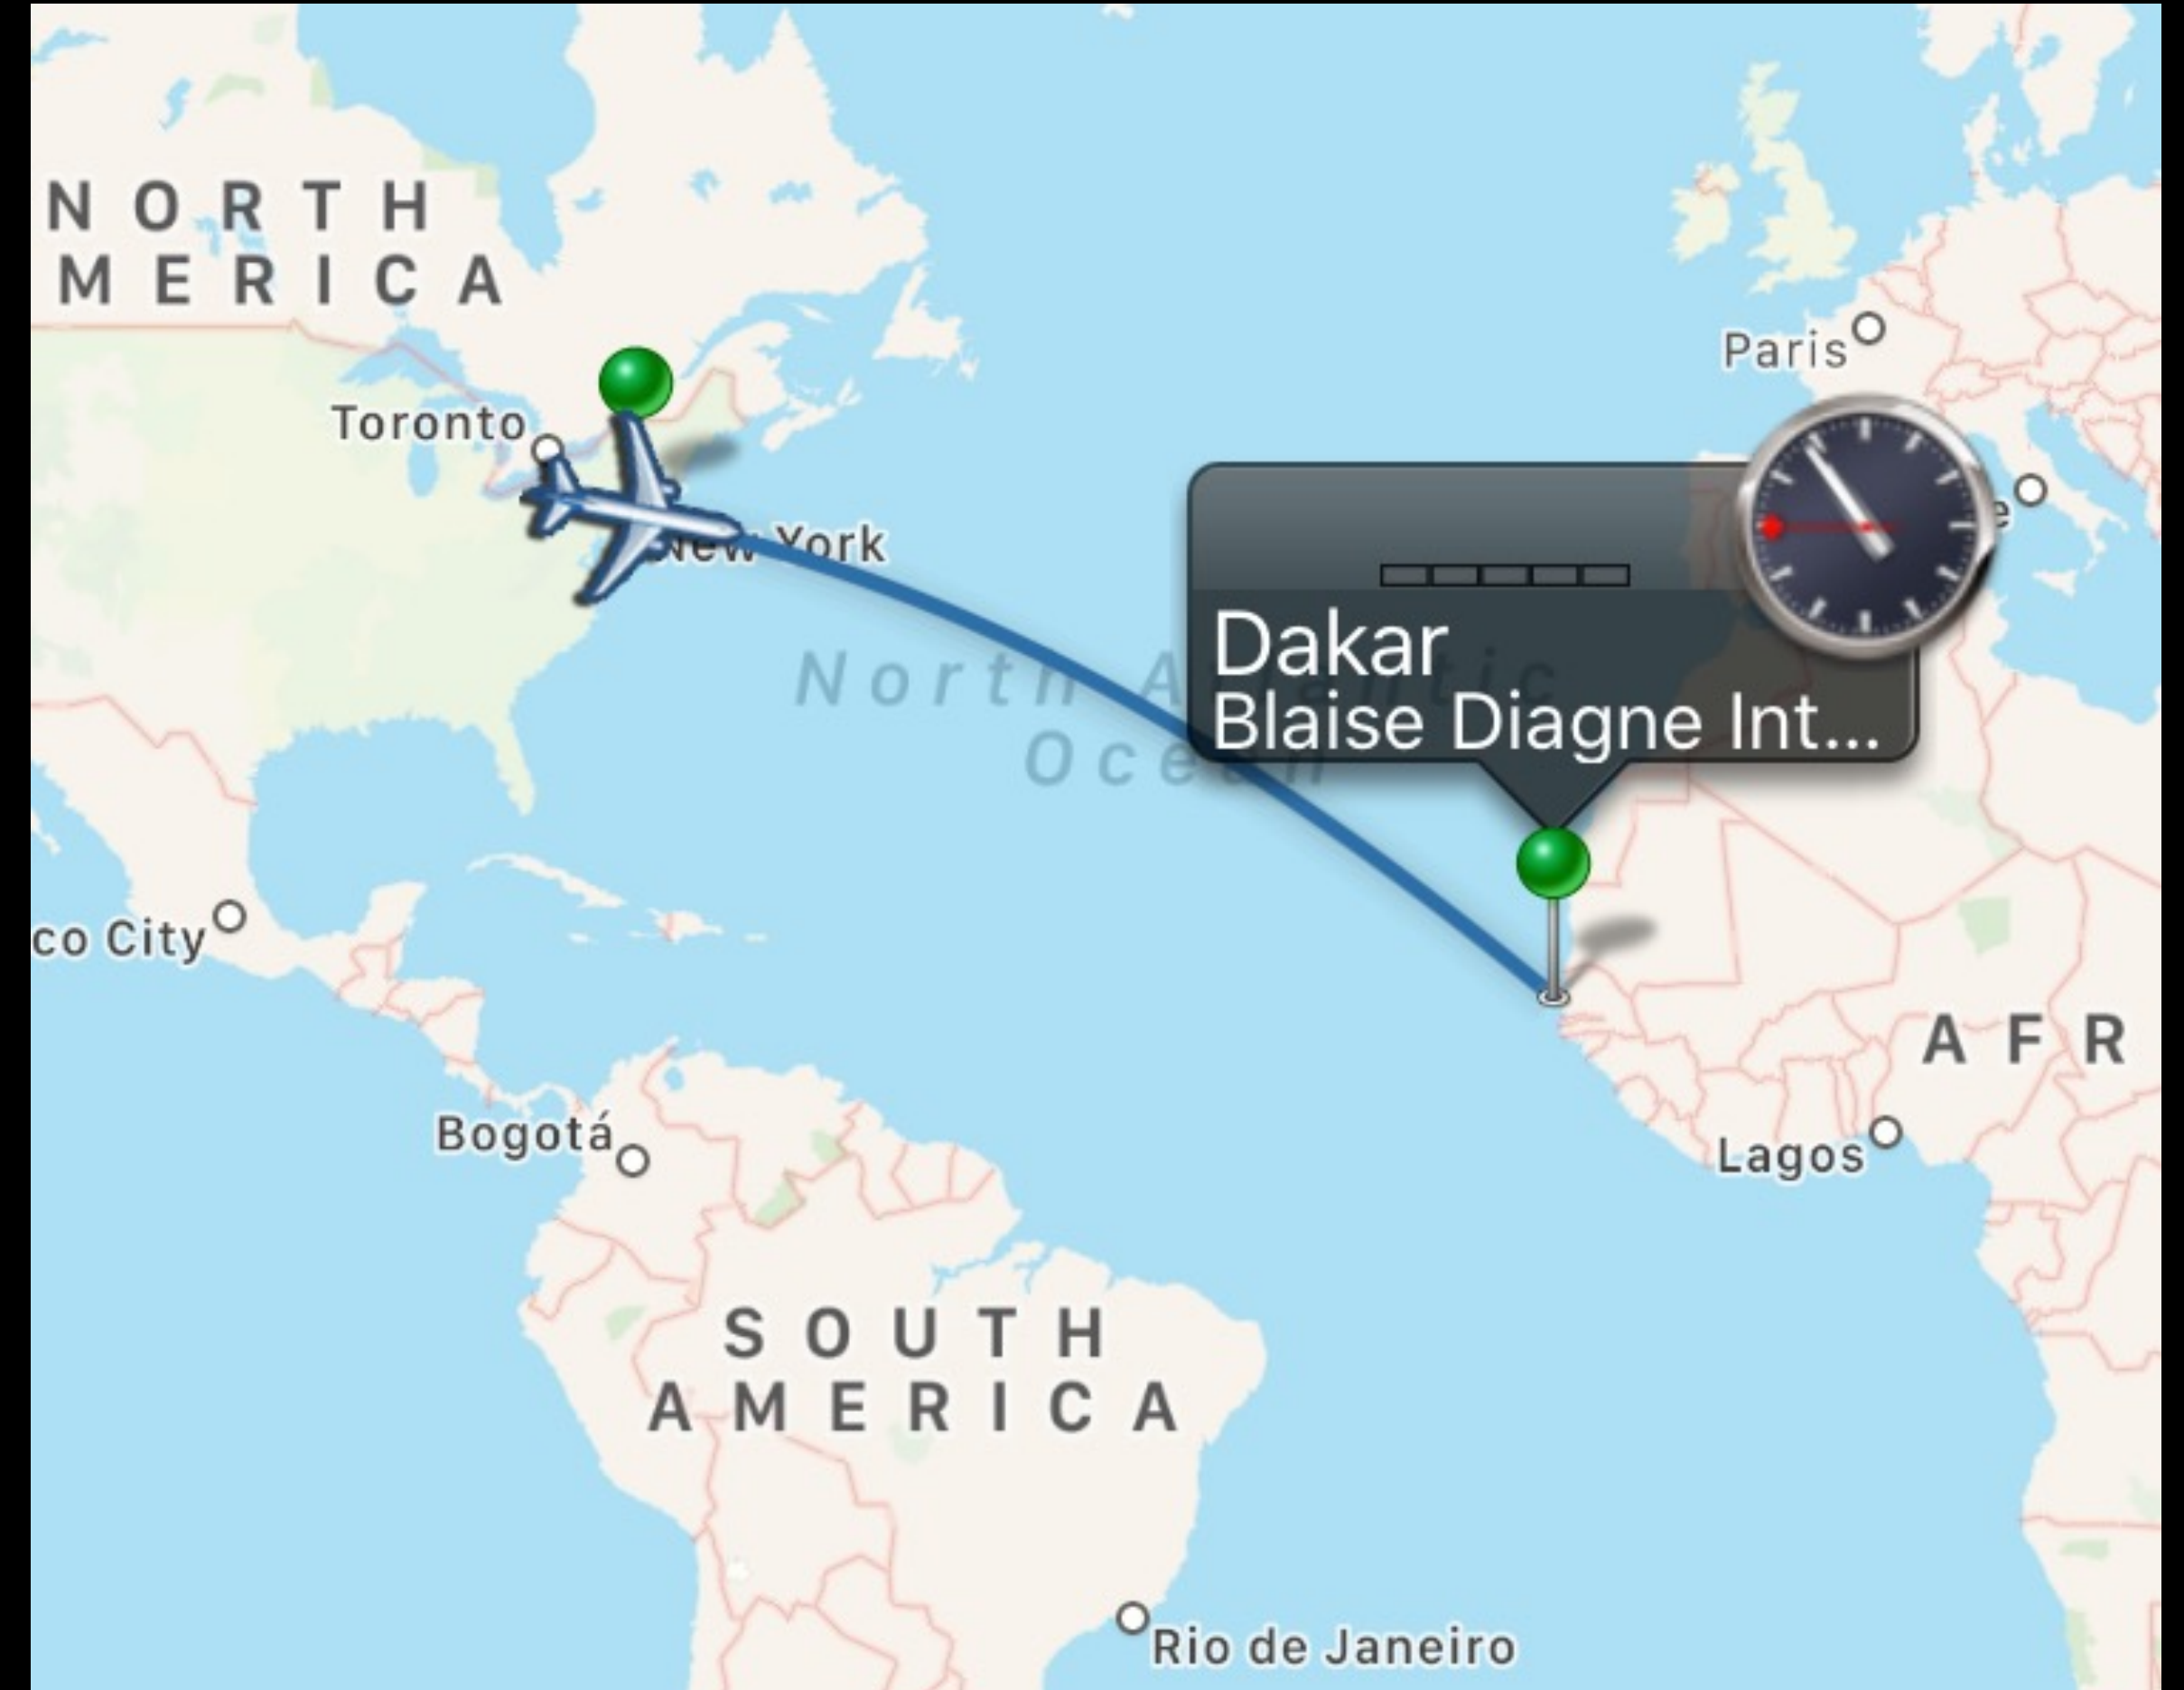 NORTH
MERICA
Toronto
New York
Paris
e
North Atlantic
Ocean
Dakar
Blaise Diagne Int...
co City
AFR
Bogotá
Lagos
SOUTH
AMERICA
Rio de Janeiro